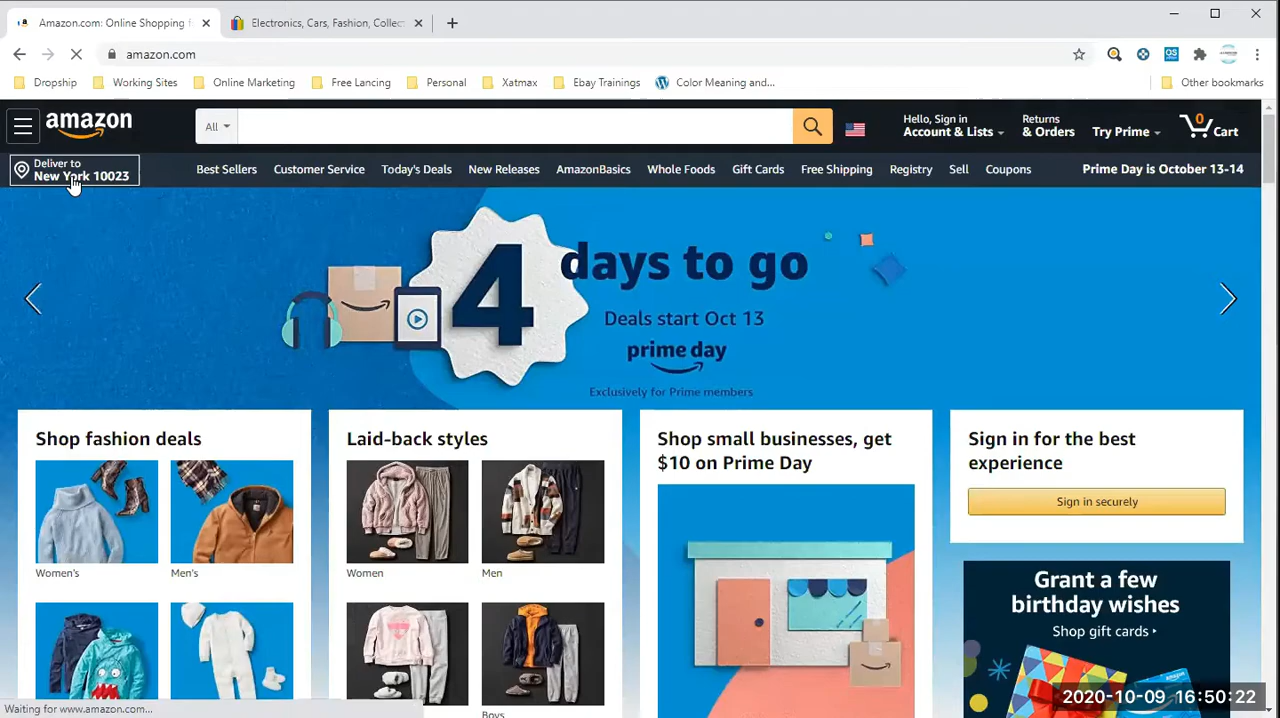 Amazon.com: Online Shopping f
Electronics, Cars, Fashion, Collec
amazon.com
Dropship
Working Sites
Online Marketing
Free Lancing
Personal
Xatmax
Ebay Trainings
Color Meaning and...
Other bookmarks
amazon
All
Hello, Sign in
Account & Lists
Returns
& Orders
Try Prime
0
Cart
Deliver to
New York 10023
Best Sellers
Customer Service
Today's Deals
New Releases
AmazonBasics
Whole Foods
Gift Cards
Free Shipping
Registry
Sell
Coupons
Prime Day is October 13-14
4 days to go
Deals start Oct 13
prime day
Exclusively for Prime members
Shop fashion deals
Women's
Men's
Laid-back styles
Women
Men
Boys
Shop small businesses, get
$10 on Prime Day
Sign in for the best
experience
Sign in securely
Grant a few
birthday wishes
Shop gift cards ›
Waiting for www.amazon.com...
2020-10-09 16:50:22